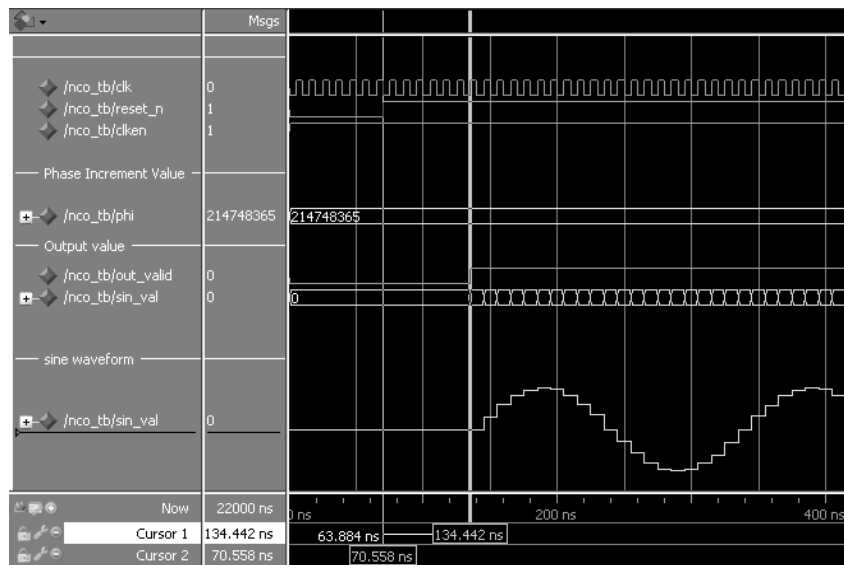 Msgs
/nco_tb/clk 0
/nco_tb/reset_n 1
/nco_tb/clken 1
Phase Increment Value
/nco_tb/phi 214748365 214748365
Output value
/nco_tb/out_valid 0
/nco_tb/sin_val 0 0
sine waveform
/nco_tb/sin_val 0
Now 22000 ns 0 ns 200 ns 400 ns
Cursor 1 134.442 ns 63.884 ns 134.442 ns
Cursor 2 70.558 ns 70.558 ns